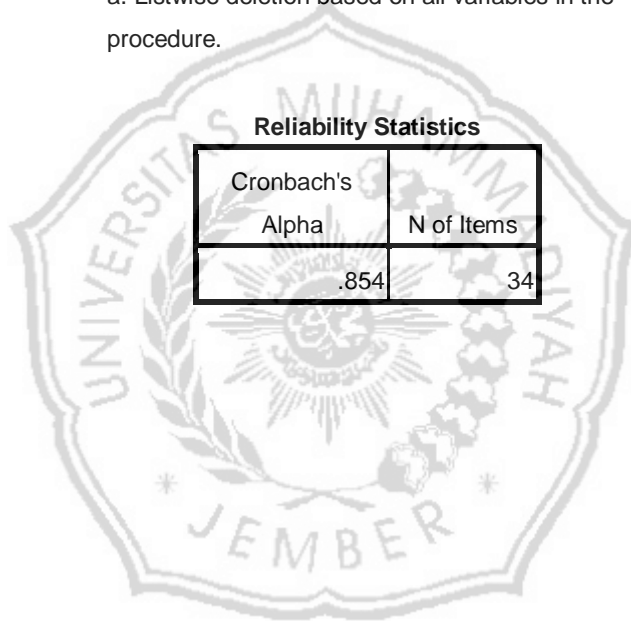 a. Listwise deletion based on all variables in the
procedure.
Reliability Statistics
Cronbach's
Alpha
N of Items
.854
34
UNIVERSITAS MUHAMMADIYAH
JEMBER